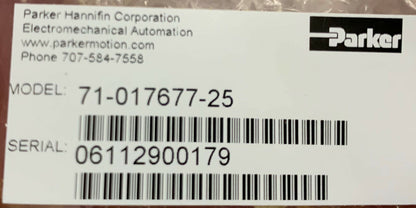 Parker Hannifin Corporation
Electromechanical Automation
www.parkermotion.com
Phone 707-584-7558
Parker
MODEL: 71-017677-25
SERIAL: 06112900179